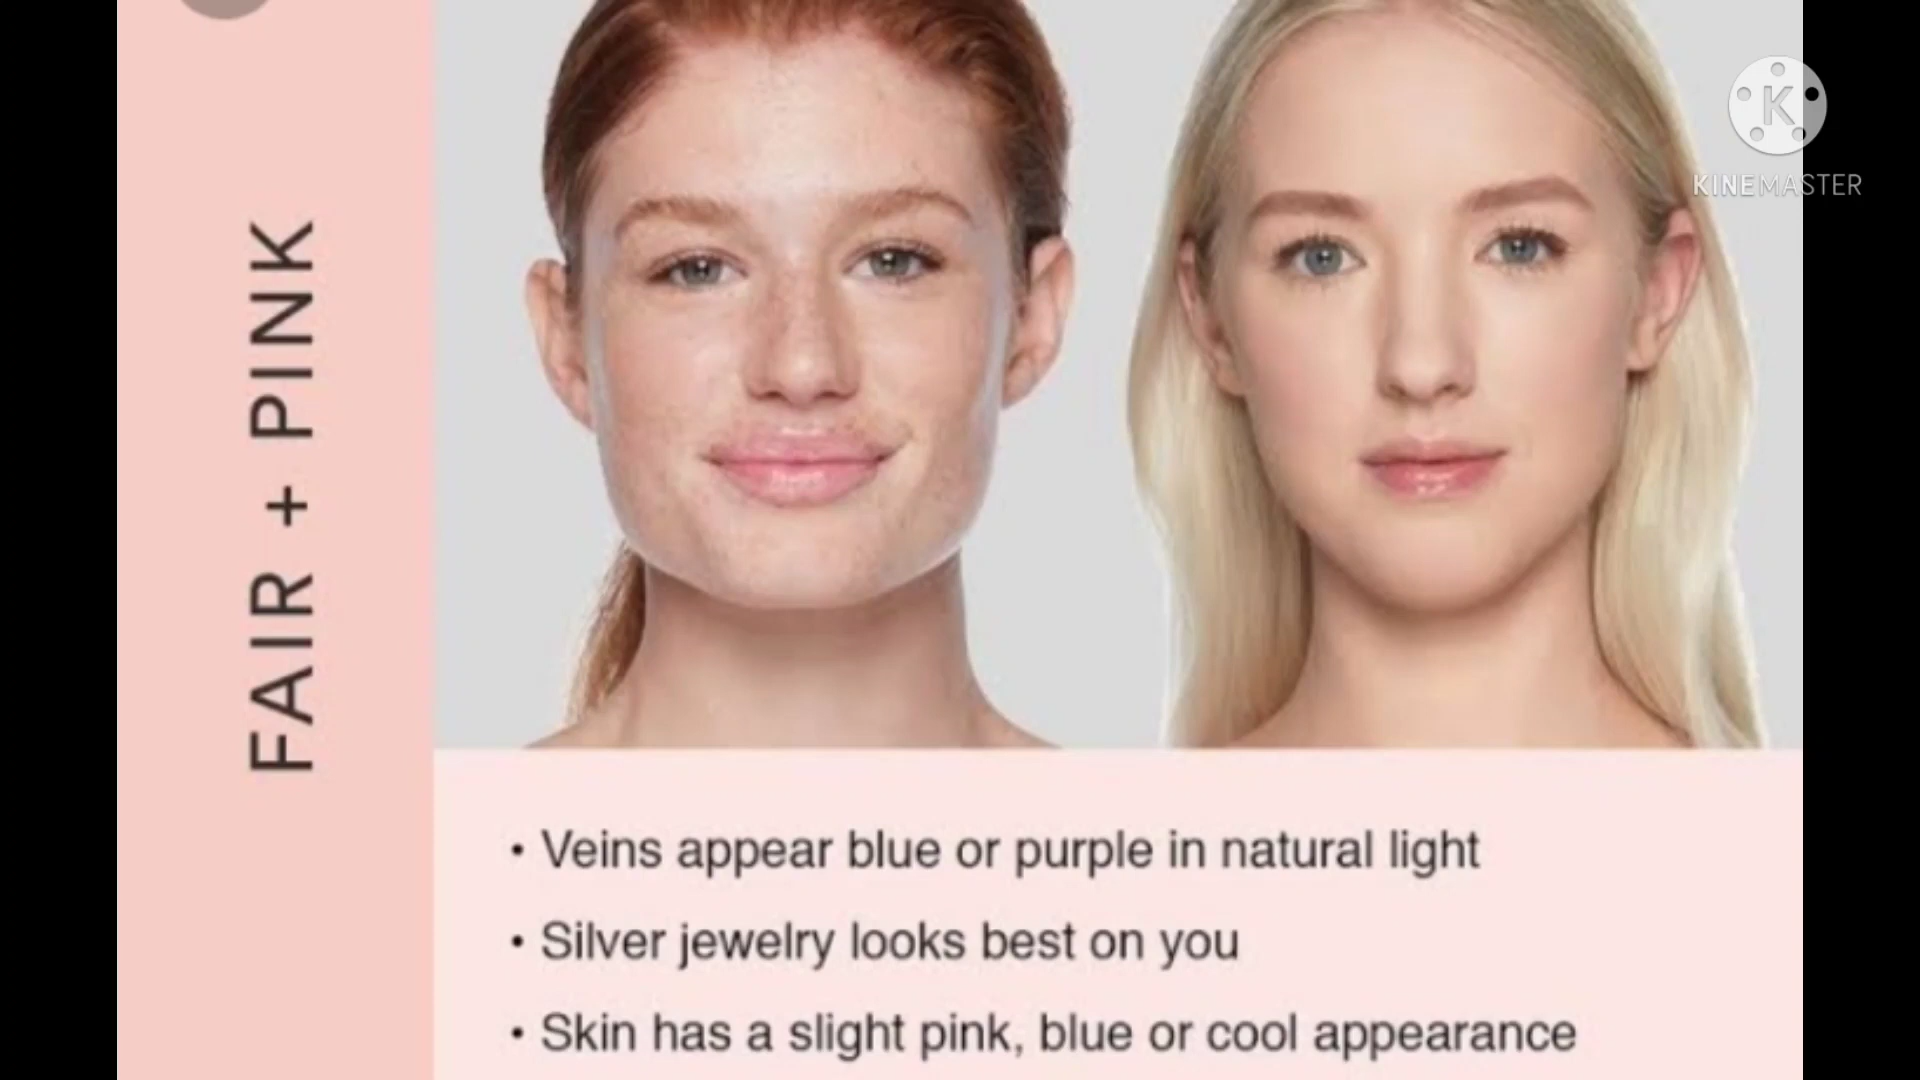 FAIR + PINK
KINEMASTER
• Veins appear blue or purple in natural light
• Silver jewelry looks best on you
• Skin has a slight pink, blue or cool appearance